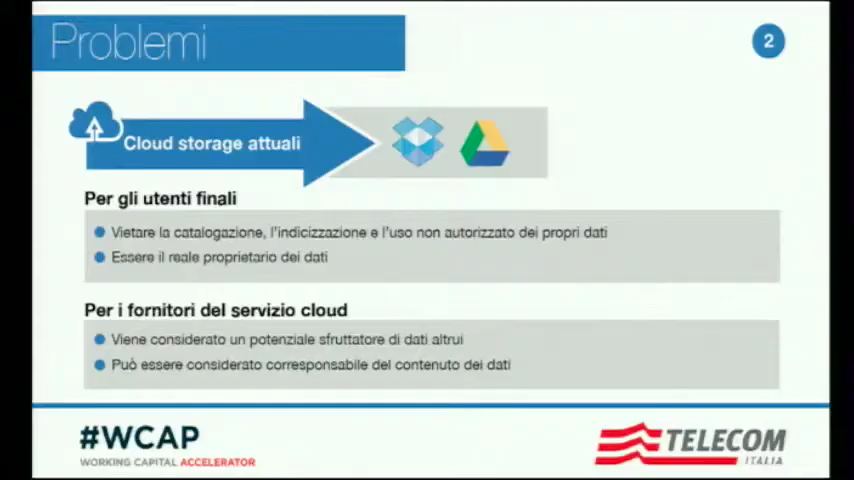 Problemi
2
Cloud storage attuali
Per gli utenti finali
Vietare la catalogazione, l'indicizzazione e l'uso non autorizzato dei propri dati
Essere il reale proprietario dei dati
Per i fornitori del servizio cloud
Viene considerato un potenziale sfruttatore di dati altrui
Può essere considerato corresponsabile del contenuto dei dati
#WCAP
WORKING CAPITAL ACCELERATOR
TELECOM
ITALIA